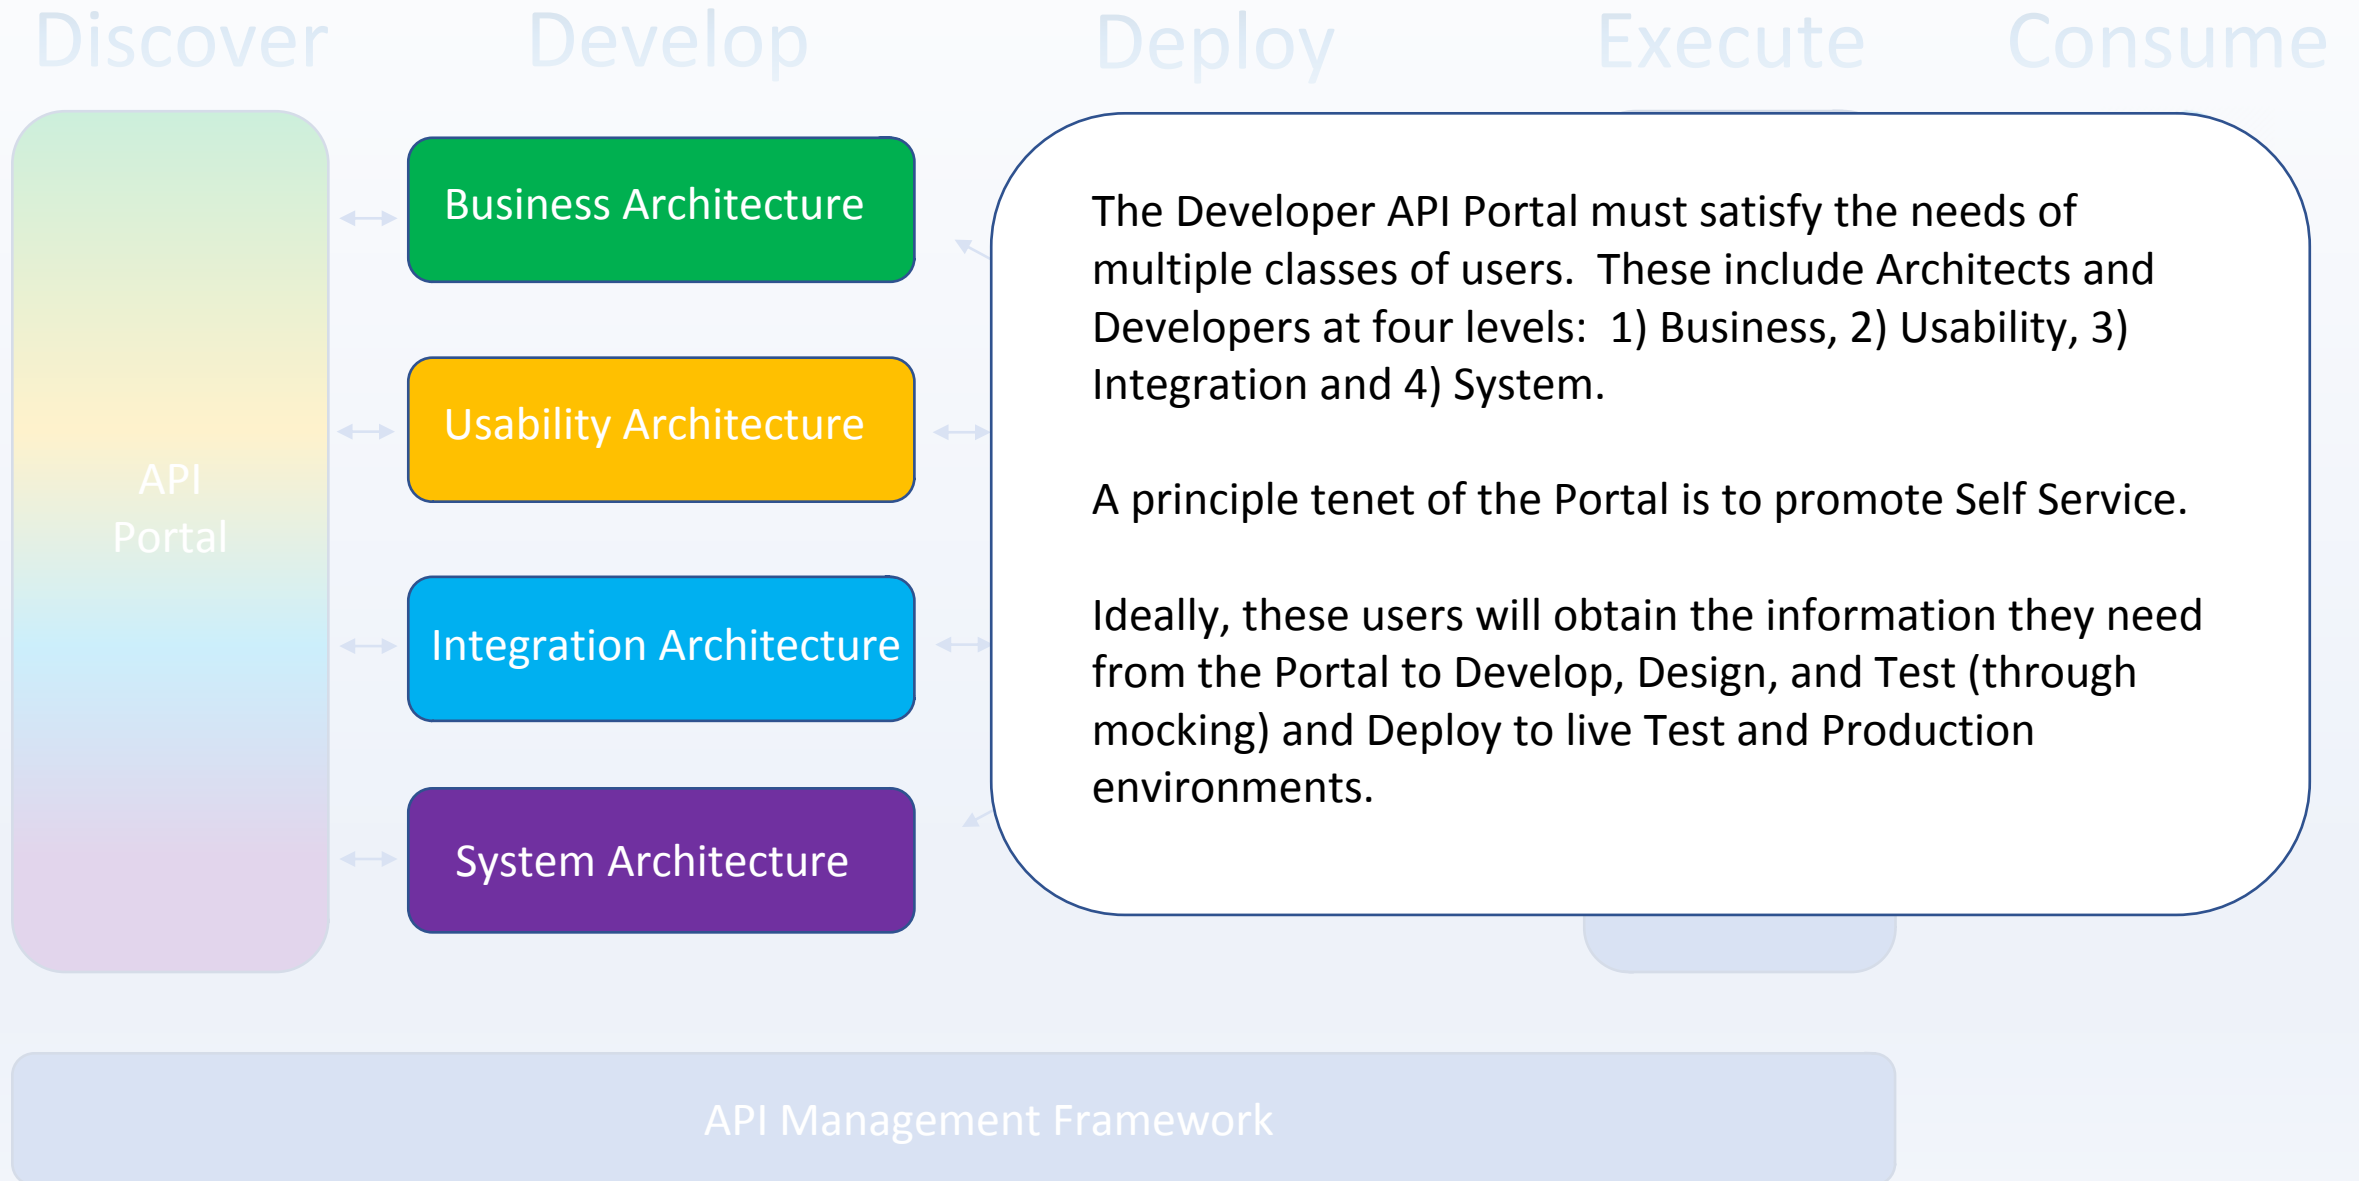 Discover Develop Deploy Execute Consume
API
Portal
Business Architecture
Usability Architecture
Integration Architecture
System Architecture
The Developer API Portal must satisfy the needs of
multiple classes of users.  These include Architects and
Developers at four levels:  1) Business, 2) Usability, 3)
Integration and 4) System.
A principle tenet of the Portal is to promote Self Service.
Ideally, these users will obtain the information they need
from the Portal to Develop, Design, and Test (through
mocking) and Deploy to live Test and Production
environments.
API Management Framework